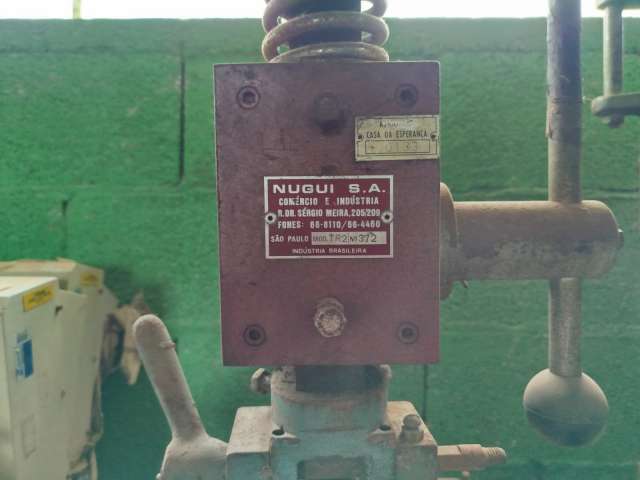 CASA DA ESPERANÇA
0133
NUGUI S.A.
COMÉRCIO E INDÚSTRIA
R. DR. SÉRGIO MEIRA, 205/209
FONES: 66-8110/66-4460
SÃO PAULO MOD. TR2 Nº 372
INDÚSTRIA BRASILEIRA